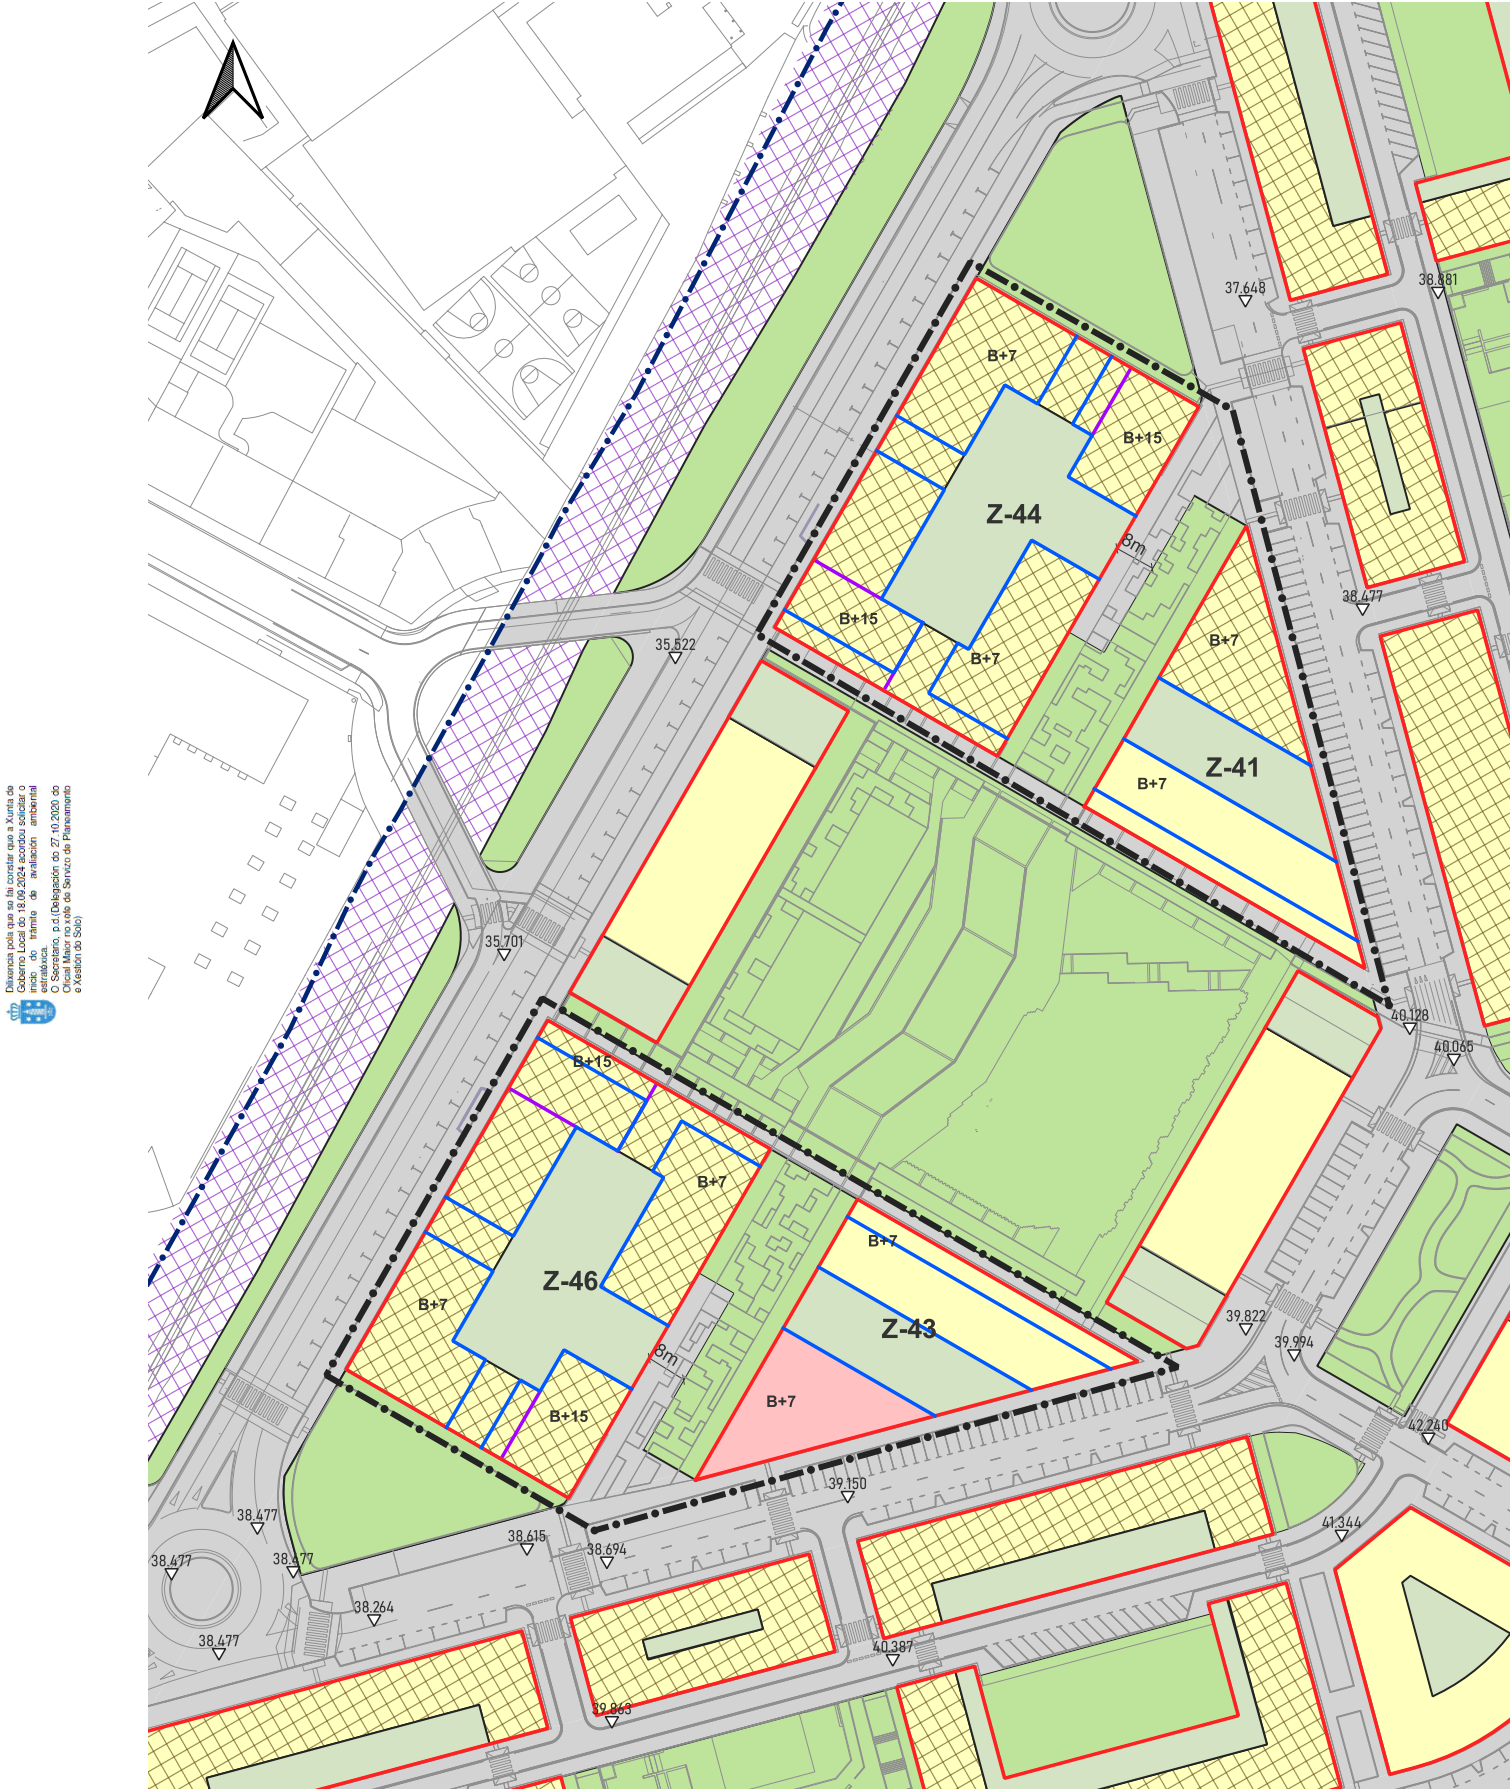 37.648
38.881
B+7
B+15
Z-44
8m
38.477
B+15
B+7
B+7
35.522
Z-41
B+7
Dilixencia pola que se fai constar que a Xunta de
Goberno Local do 18.09.2024 acordou solicitar o
inicio do trámite de avaliación ambiental
estratéxica.
O Secretario, p.d.(Delegación do 27.10.2020 do
Oficial Maior no xefe do Servizo de Planeamento
e Xestión do Solo)
35.701
40.128
40.065
B+15
B+7
B+7
Z-46
B+7
Z-43
39.822
39.994
8m
B+7
B+15
42.240
39.150
38.477
38.615
38.694
41.344
38.477
38.477
38.264
38.477
40.387
39.863